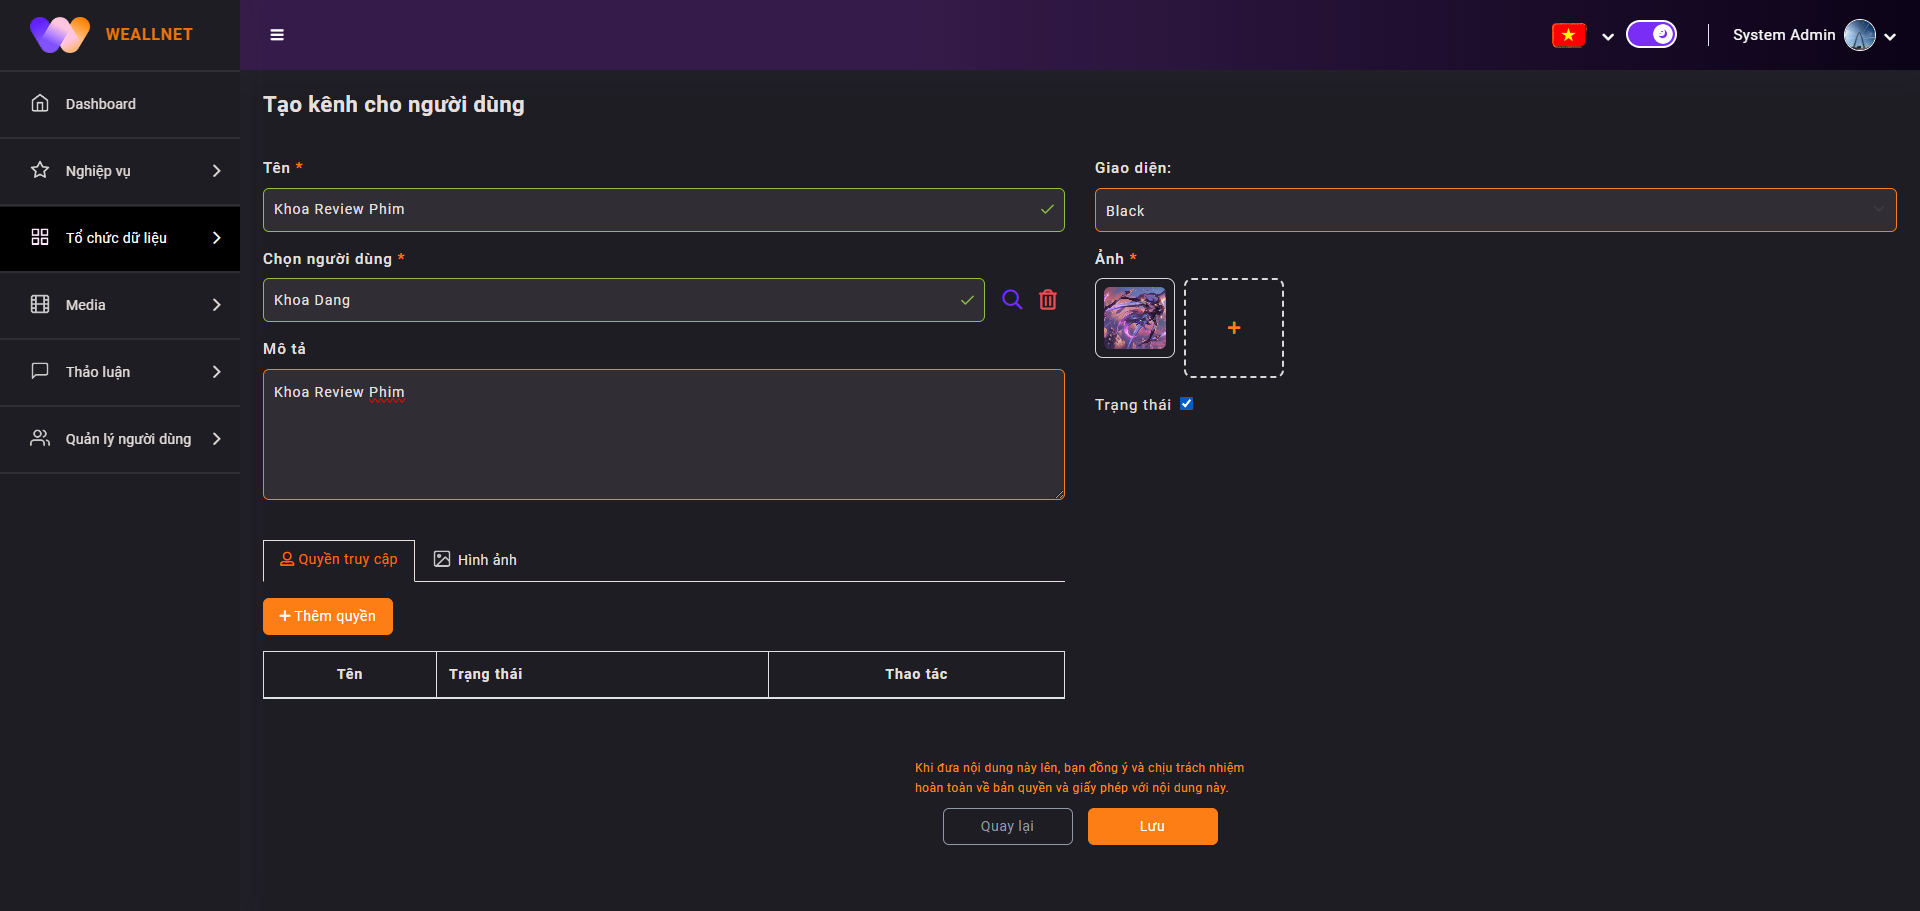 WEALLNET
System Admin
Dashboard
Nghiệp vụ
Tổ chức dữ liệu
Media
Thảo luận
Quản lý người dùng
Tạo kênh cho người dùng
Tên *
Khoa Review Phim
Chọn người dùng *
Khoa Dang
Mô tả
Khoa Review Phim
Giao diện:
Black
Ảnh *
+
Trạng thái
Quyền truy cập
Hình ảnh
+ Thêm quyền
Tên Trạng thái Thao tác
Khi đưa nội dung này lên, bạn đồng ý và chịu trách nhiệm
hoàn toàn về bản quyền và giấy phép với nội dung này.
Quay lại
Lưu